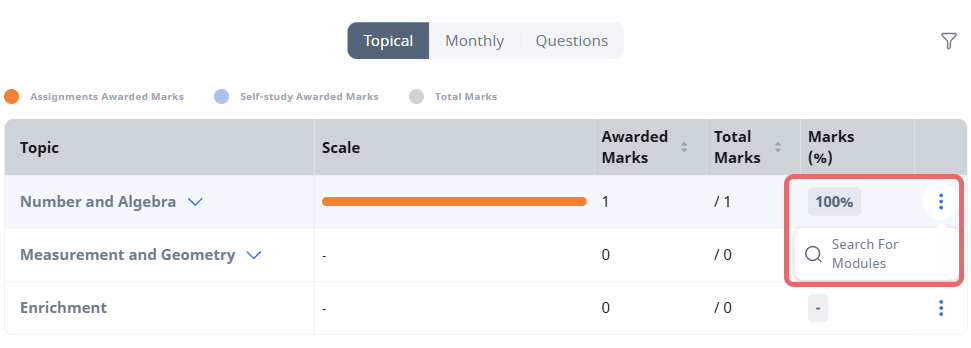 Topical Monthly Questions
Assignments Awarded Marks Self-study Awarded Marks Total Marks
Topic Scale Awarded Marks Total Marks Marks (%)
Number and Algebra 1 / 1 100%
Search For
Modules
Measurement and Geometry - 0 / 0
Enrichment - 0 / 0 -